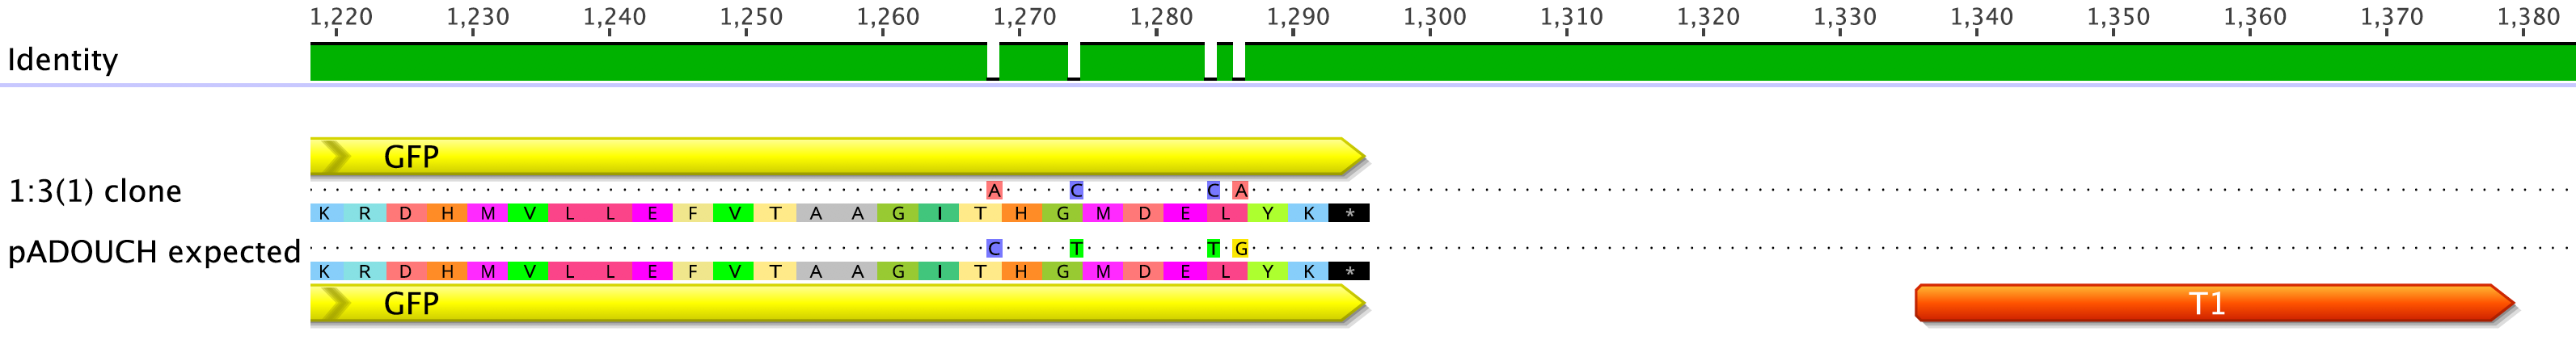 1,220 1,230 1,240 1,250 1,260 1,270 1,280 1,290 1,300 1,310 1,320 1,330 1,340 1,350 1,360 1,370 1,380
Identity
GFP
1:3(1) clone A C C A
K R D H M V L L E F V T A A G I T H G M D E L Y K *
pADOUCH expected C T T G
K R D H M V L L E F V T A A G I T H G M D E L Y K *
GFP T1